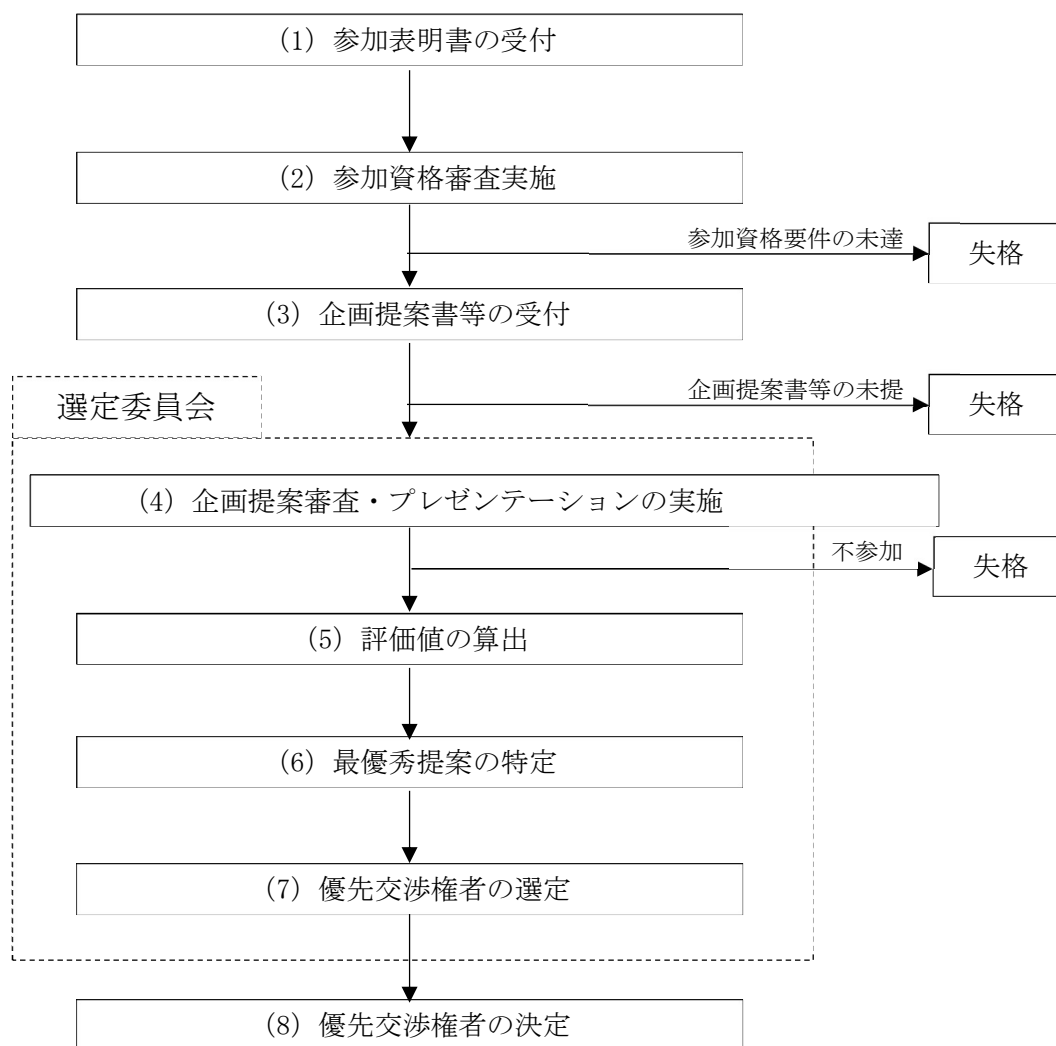 (1) 参加表明書の受付
(2) 参加資格審査実施
参加資格要件の未達
失格
(3) 企画提案書等の受付
企画提案書等の未提
失格
選定委員会
(4) 企画提案審査・プレゼンテーションの実施
不参加
失格
(5) 評価値の算出
(6) 最優秀提案の特定
(7) 優先交渉権者の選定
(8) 優先交渉権者の決定